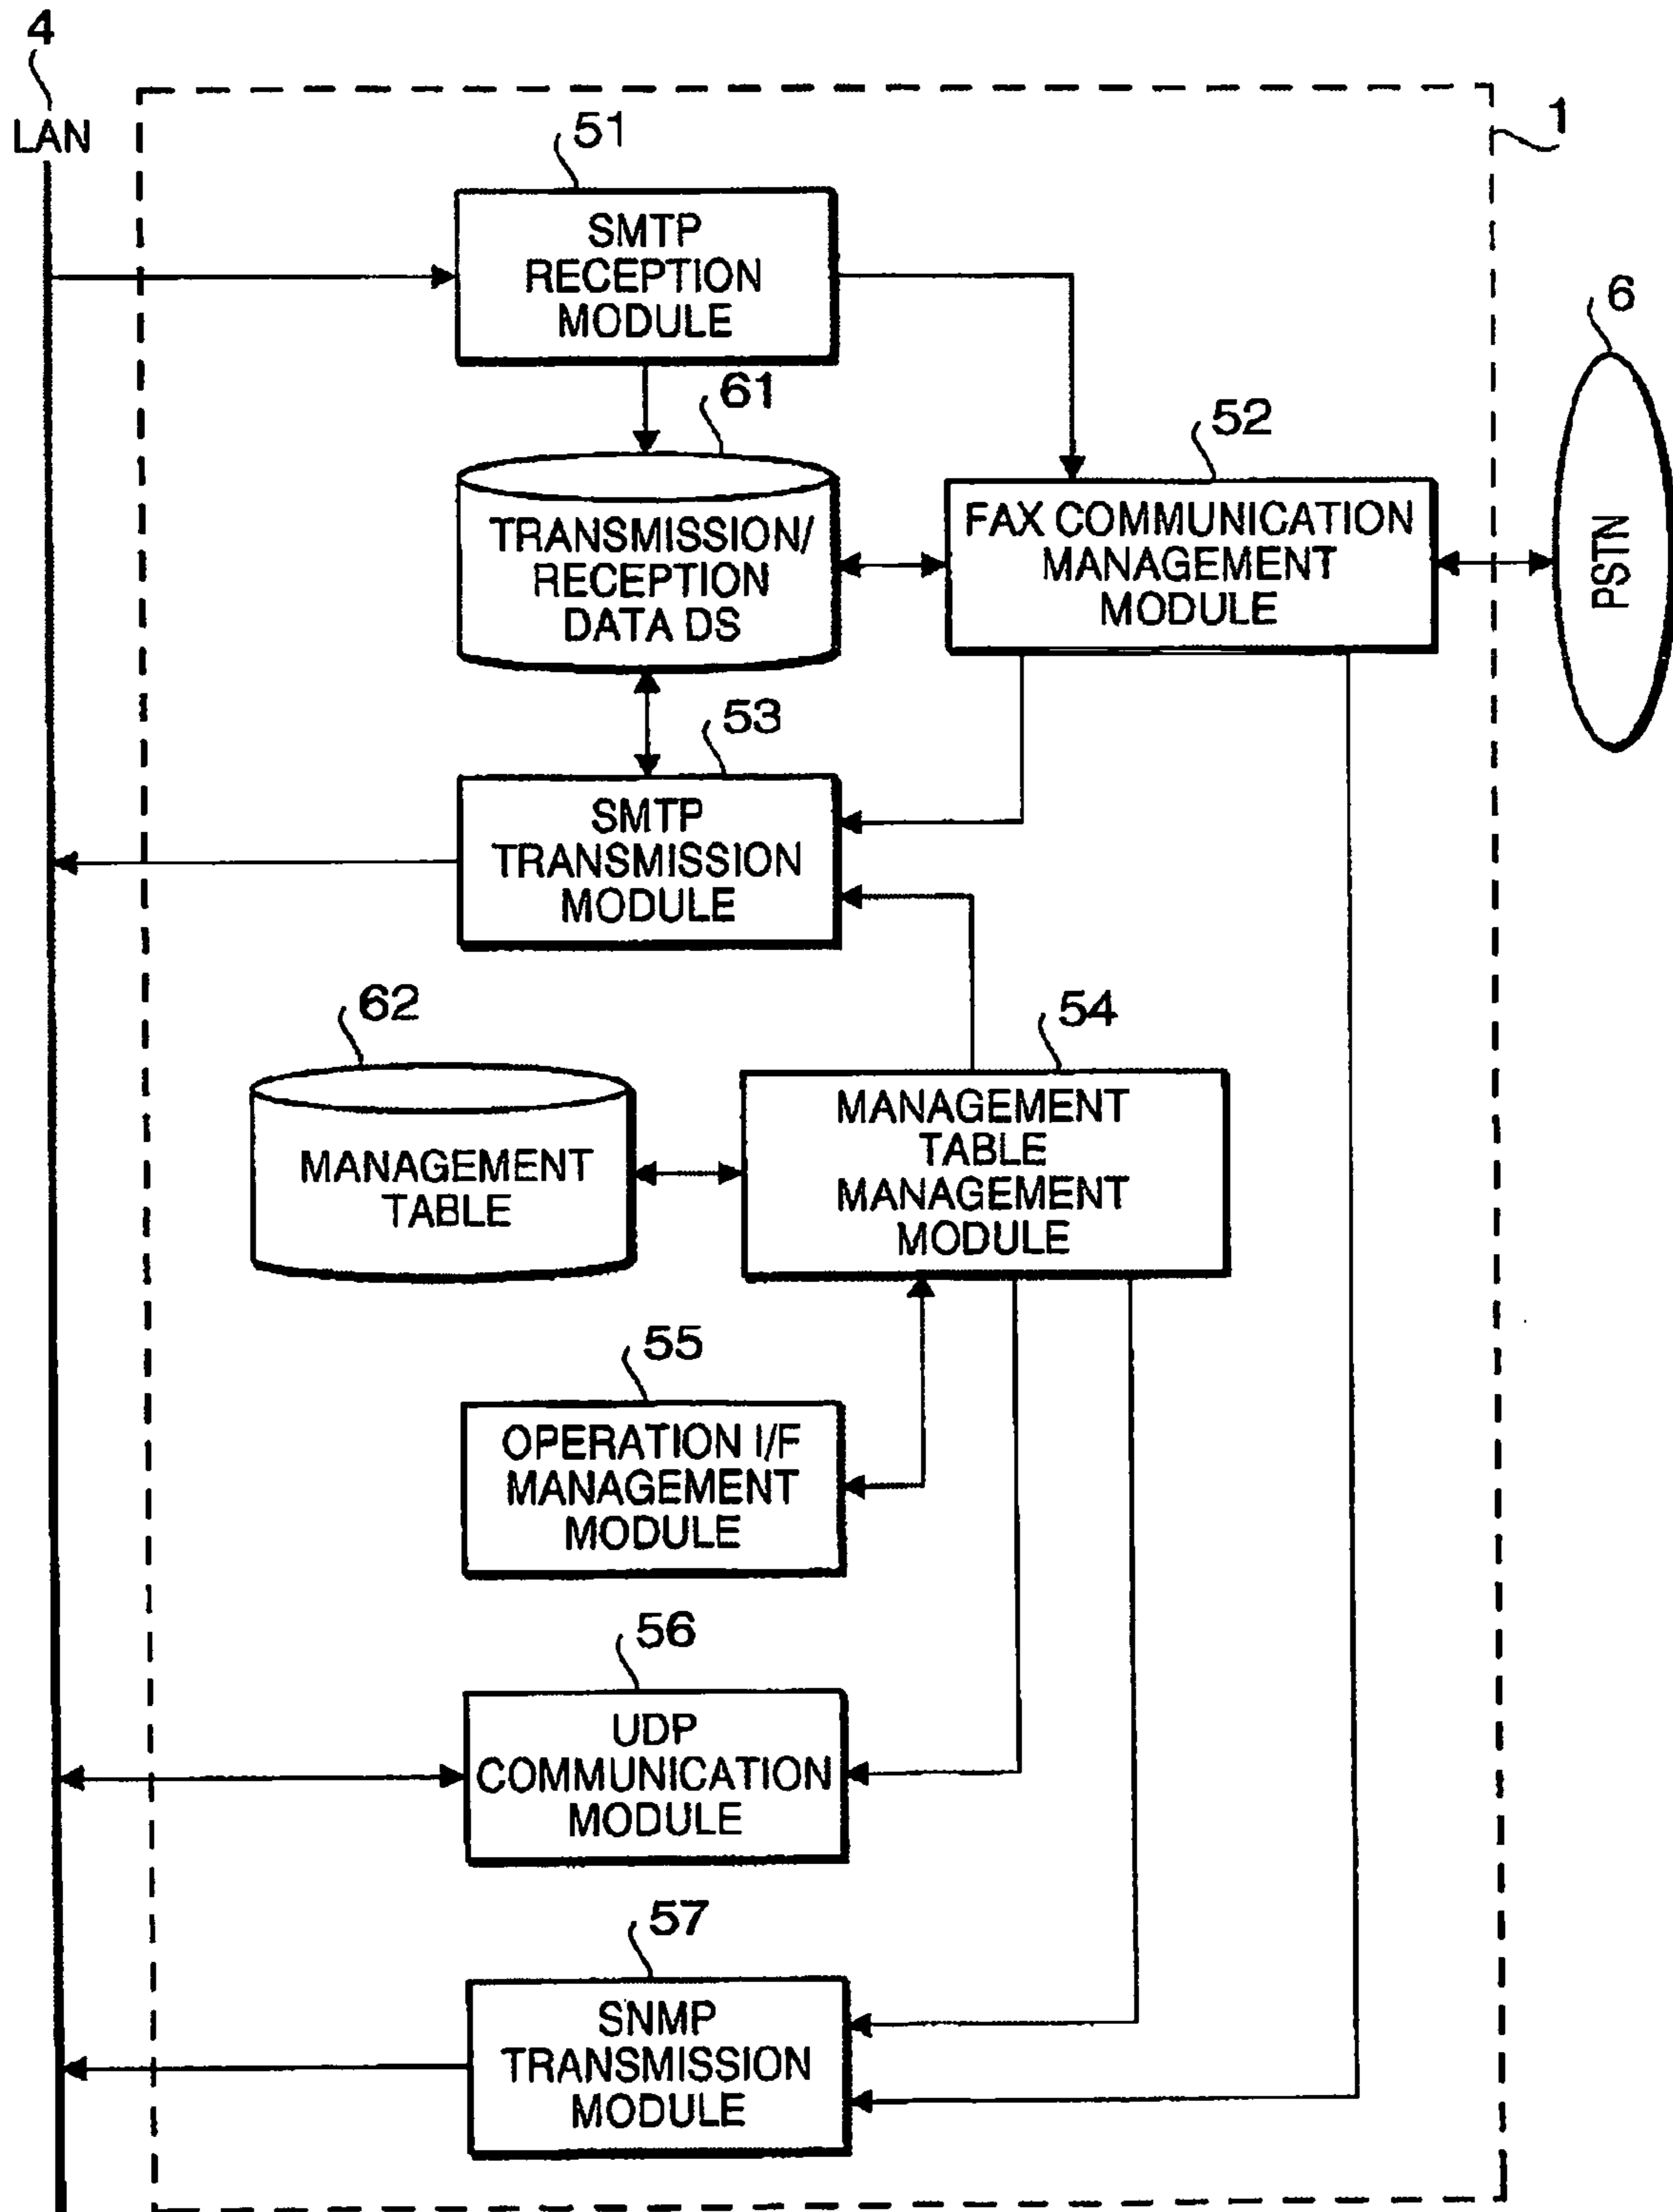 4
LAN
1
51
SMTP
RECEPTION
MODULE
6
PSTN
61
TRANSMISSION/
RECEPTION
DATA DS
52
FAX COMMUNICATION
MANAGEMENT
MODULE
53
SMTP
TRANSMISSION
MODULE
62
MANAGEMENT
TABLE
54
MANAGEMENT
TABLE
MANAGEMENT
MODULE
55
OPERATION I/F
MANAGEMENT
MODULE
56
UDP
COMMUNICATION
MODULE
57
SNMP
TRANSMISSION
MODULE